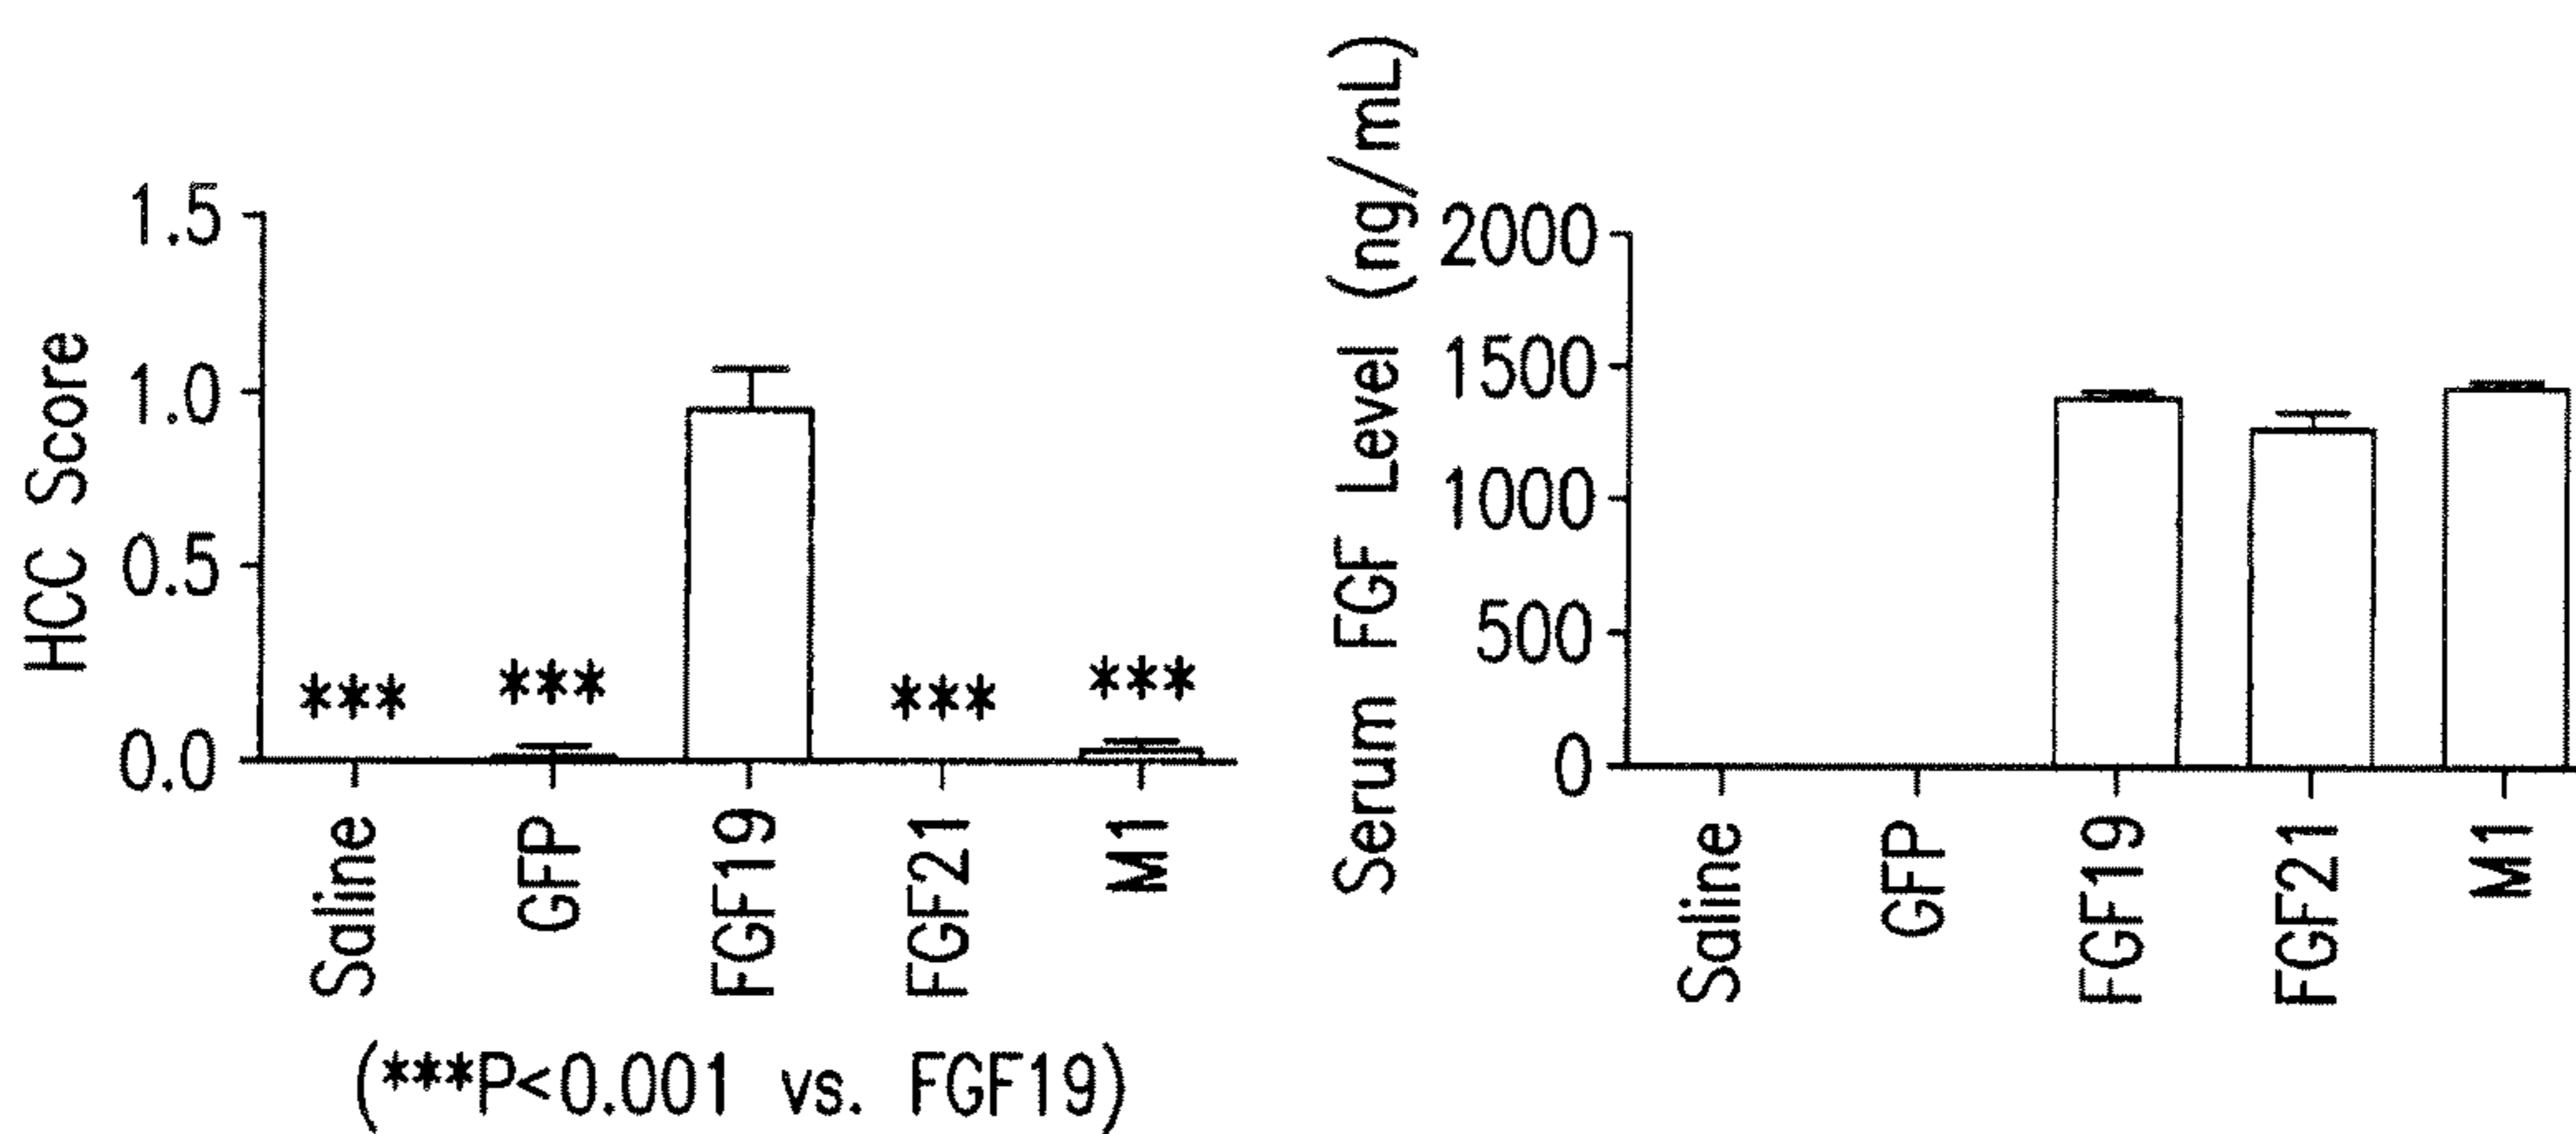 HCC Score
1.5
1.0
0.5
0.0
***
***
***
***
Saline
GFP
FGF19
FGF21
M1
(***P<0.001 vs. FGF19)
Serum FGF Level (ng/mL)
2000
1500
1000
500
0
Saline
GFP
FGF19
FGF21
M1